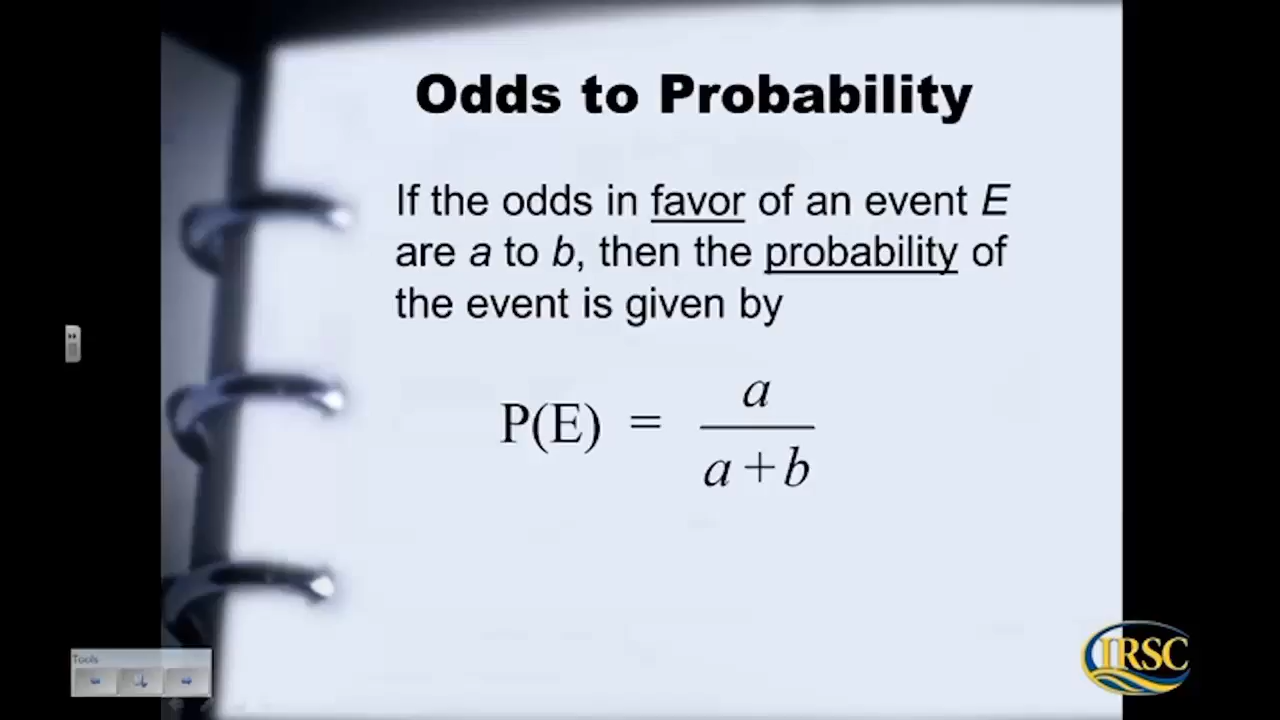 Odds to Probability
If the odds in favor of an event E
are a to b, then the probability of
the event is given by
P(E) = a / (a + b)
Tools
IRSC